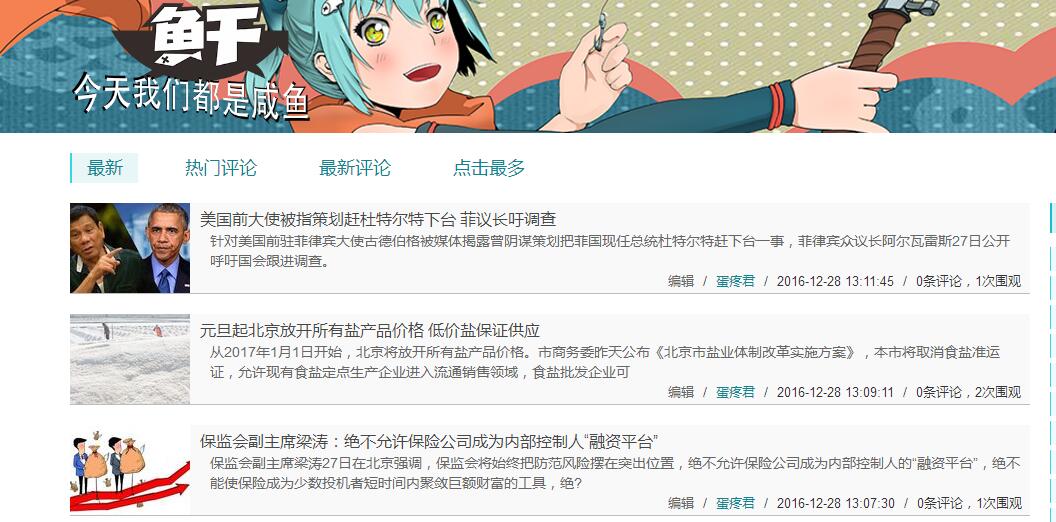 鱼干
今天我们都是咸鱼
最新 热门评论 最新评论 点击最多
美国前大使被指策划赶杜特尔特下台 菲议长吁调查
针对美国前驻菲律宾大使古德伯格被媒体揭露曾阴谋策划把菲国现任总统杜特尔特赶下台一事，菲律宾众议长阿尔瓦雷斯27日公开
呼吁国会跟进调查。
编辑 / 蛋疼君 / 2016-12-28 13:11:45 / 0条评论，1次围观
元旦起北京放开所有盐产品价格 低价盐保证供应
从2017年1月1日开始，北京将放开所有盐产品价格。市商务委昨天公布《北京市盐业体制改革实施方案》，本市将取消食盐准运
证，允许现有食盐定点生产企业进入流通销售领域，食盐批发企业可
编辑 / 蛋疼君 / 2016-12-28 13:09:11 / 0条评论，2次围观
保监会副主席梁涛：绝不允许保险公司成为内部控制人“融资平台”
保监会副主席梁涛27日在北京强调，保监会将始终把防范风险摆在突出位置，绝不允许保险公司成为内部控制人的“融资平台”，绝不
能使保险成为少数投机者短时间内聚敛巨额财富的工具，绝?
编辑 / 蛋疼君 / 2016-12-28 13:07:30 / 0条评论，1次围观